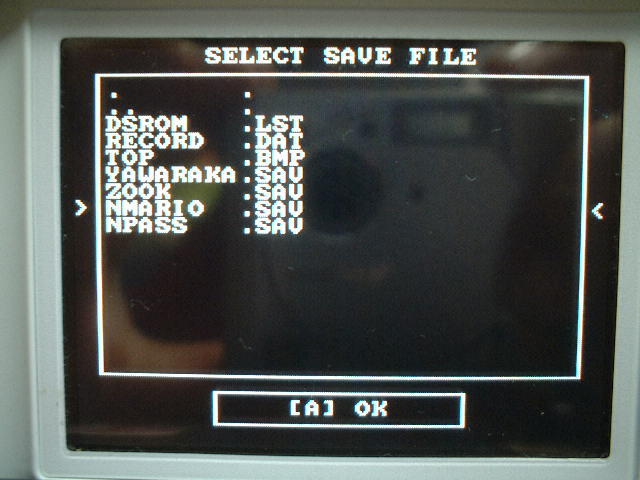 SELECT SAVE FILE
. .
.. .
DSROM .LST
RECORD .DAT
TOP .BMP
YAWARAKA.SAV
ZOOK .SAV
> NMARIO .SAV <
NPASS .SAV
[A] OK